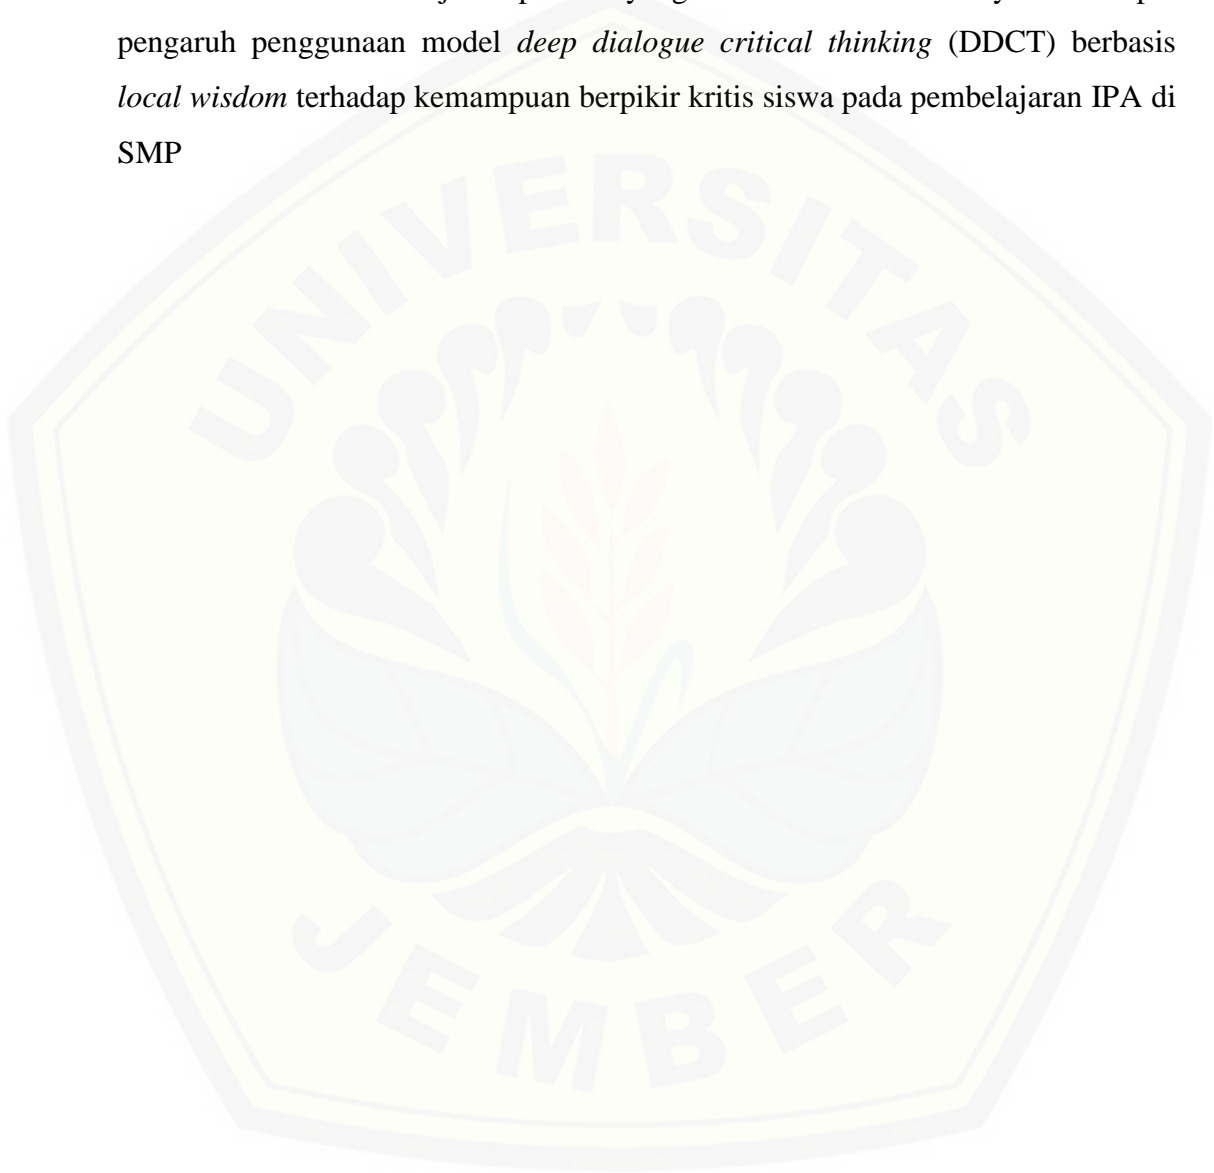 pengaruh penggunaan model deep dialogue critical thinking (DDCT) berbasis
local wisdom terhadap kemampuan berpikir kritis siswa pada pembelajaran IPA di
SMP
UNIVERSITAS
JEMBER